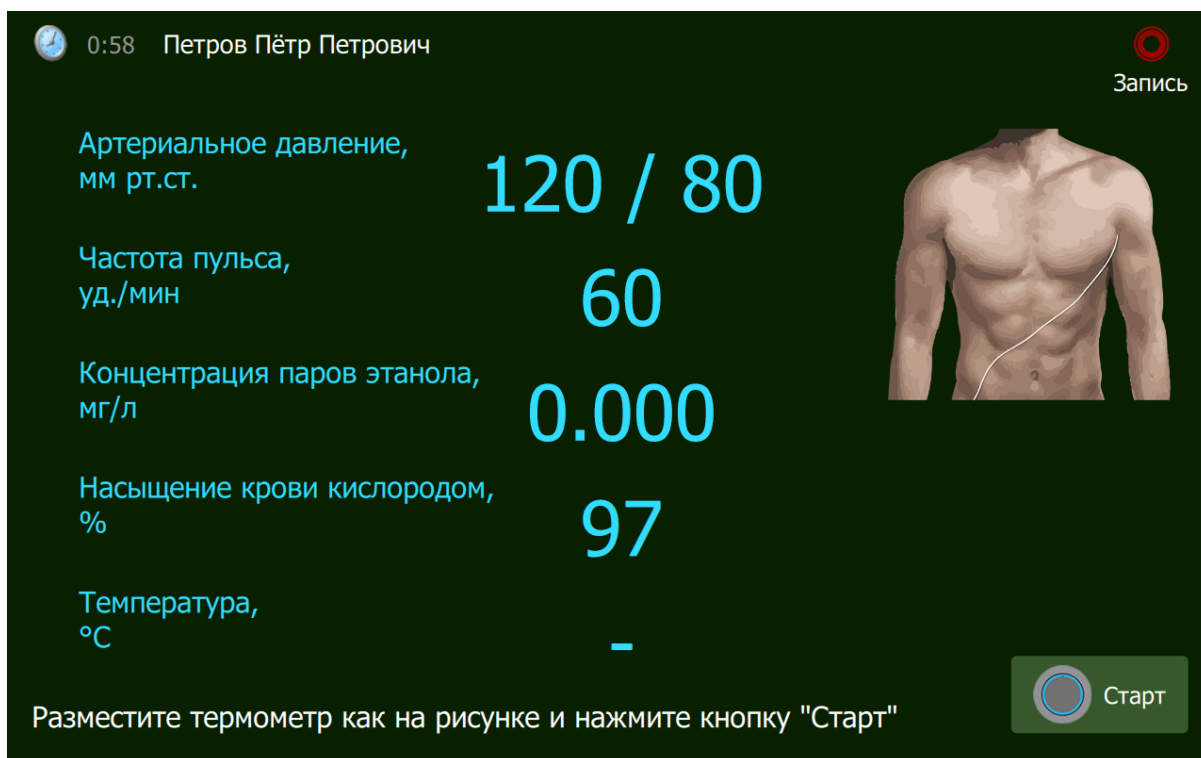 0:58 Петров Пётр Петрович
Запись
Артериальное давление,
мм рт.ст.
120 / 80
Частота пульса,
уд./мин
60
Концентрация паров этанола,
мг/л
0.000
Насыщение крови кислородом,
%
97
Температура,
°C
-
Разместите термометр как на рисунке и нажмите кнопку "Старт"
Старт